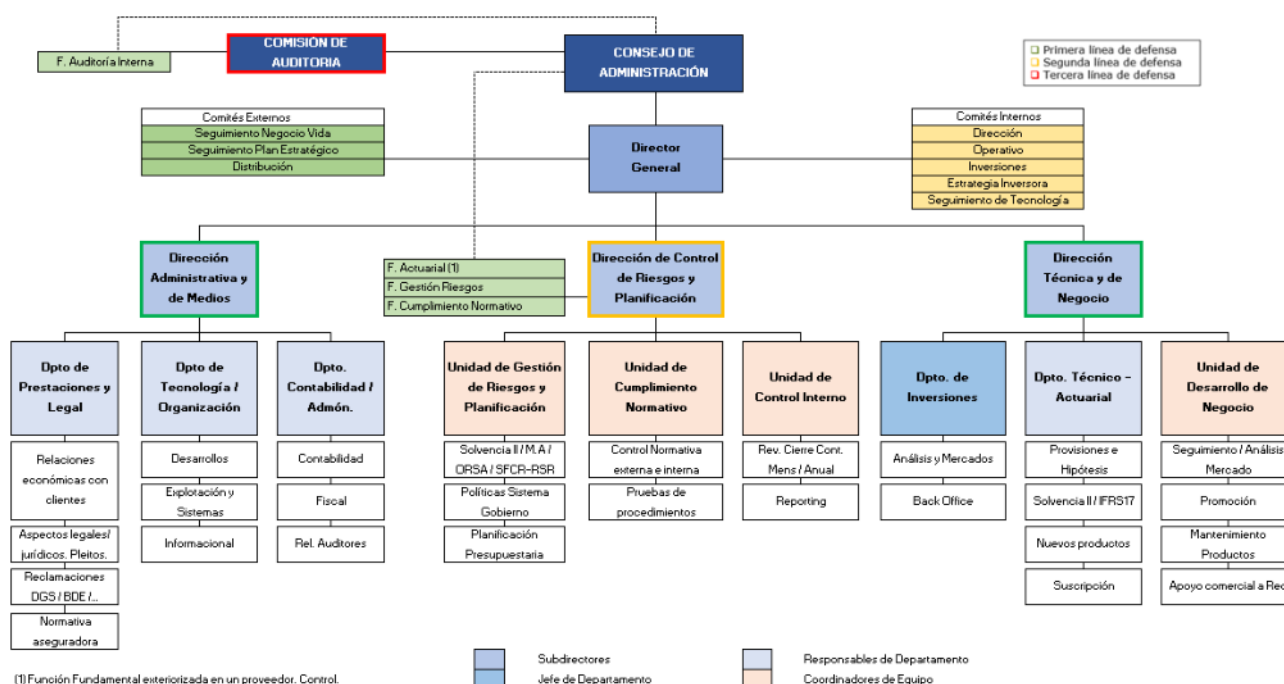 COMISIÓN DE
AUDITORIA
F. Auditoría Interna
CONSEJO DE
ADMINISTRACIÓN
Primera línea de defensa
Segunda línea de defensa
Tercera línea de defensa
Comités Externos
Seguimiento Negocio Vida
Seguimiento Plan Estratégico
Distribución
Director
General
Comités Internos
Dirección
Operativo
Inversiones
Estrategia Inversora
Seguimiento de Tecnología
Dirección
Administrativa y
de Medios
F. Actuarial (1)
F. Gestión Riesgos
F. Cumplimiento Normativo
Dirección de Control
de Riesgos y
Planificación
Dirección
Técnica y de
Negocio
Dpto de
Prestaciones y
Legal
Dpto de
Tecnología /
Organización
Dpto.
Contabilidad /
Admón.
Unidad de Gestión
de Riesgos y
Planificación
Unidad de
Cumplimiento
Normativo
Unidad de
Control Interno
Dpto. de
Inversiones
Dpto. Técnico -
Actuarial
Unidad de
Desarrollo de
Negocio
Relaciones
económicas con
clientes
Aspectos legales/
jurídicos. Pleitos.
Reclamaciones
DGS / BDE /...
Normativa
aseguradora
Desarrollos
Explotación y
Sistemas
Informacional
Contabilidad
Fiscal
Rel. Auditores
Solvencia II / M.A /
ORSA / SFCR-RSR
Políticas Sistema
Gobierno
Planificación
Presupuestaria
Control Normativa
externa e interna
Pruebas de
procedimientos
Rev. Cierre Cont.
Mens / Anual
Reporting
Análisis y Mercados
Back Office
Provisiones e
Hipótesis
Solvencia II / IFRS17
Nuevos productos
Suscripción
Seguimiento / Análisis
Mercado
Promoción
Mantenimiento
Productos
Apoyo comercial a Red
(1) Función Fundamental exteriorizada en un proveedor. Control.
Subdirectores
Jefe de Departamento
Responsables de Departamento
Coordinadores de Equipo